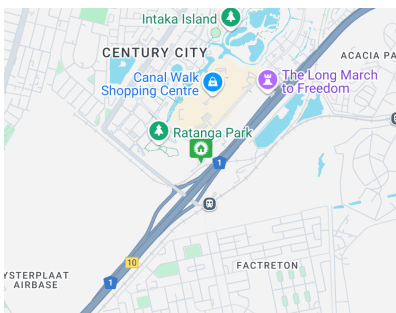 Intaka Island
CENTURY CITY
ACACIA PA
Canal Walk
Shopping Centre
The Long March
to Freedom
Ratanga Park
1
10
FACTRETON
YSTERPLAAT
AIRBASE
1